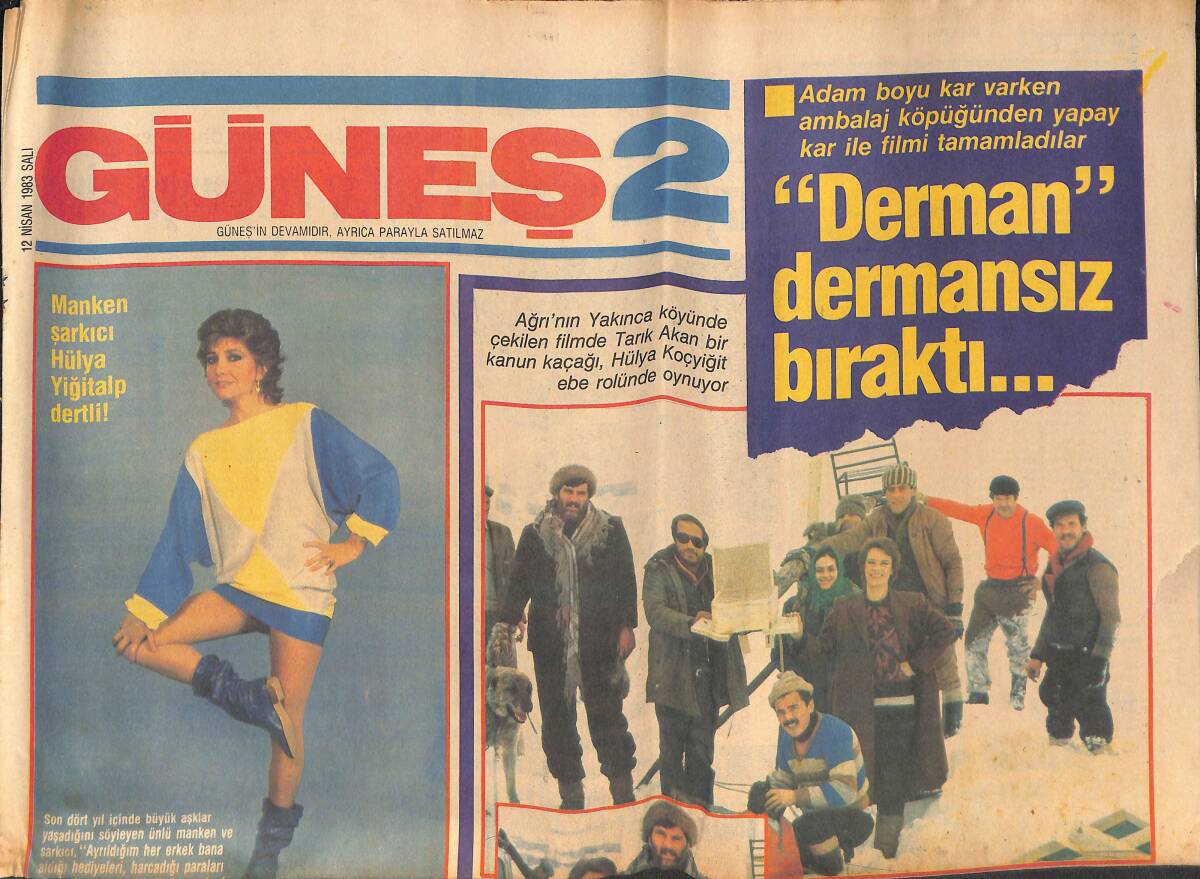 12 NİSAN 1983 SALI
GÜNEŞ2
GÜNEŞ'İN DEVAMIDIR, AYRICA PARAYLA SATILMAZ
Adam boyu kar varken
ambalaj köpüğünden yapay
kar ile filmi tamamladılar
“Derman”
dermansız
bıraktı...
Manken
şarkıcı
Hülya
Yiğitalp
dertli!
Ağrı'nın Yakınca köyünde
çekilen filmde Tarık Akan bir
kanun kaçağı, Hülya Koçyiğit
ebe rolünde oynuyor
Son dört yıl içinde büyük aşklar
yaşadığını söyleyen ünlü manken ve
şarkıcı, “Ayrıldığım her erkek bana
aldığı hediyeleri, harcadığı paraları